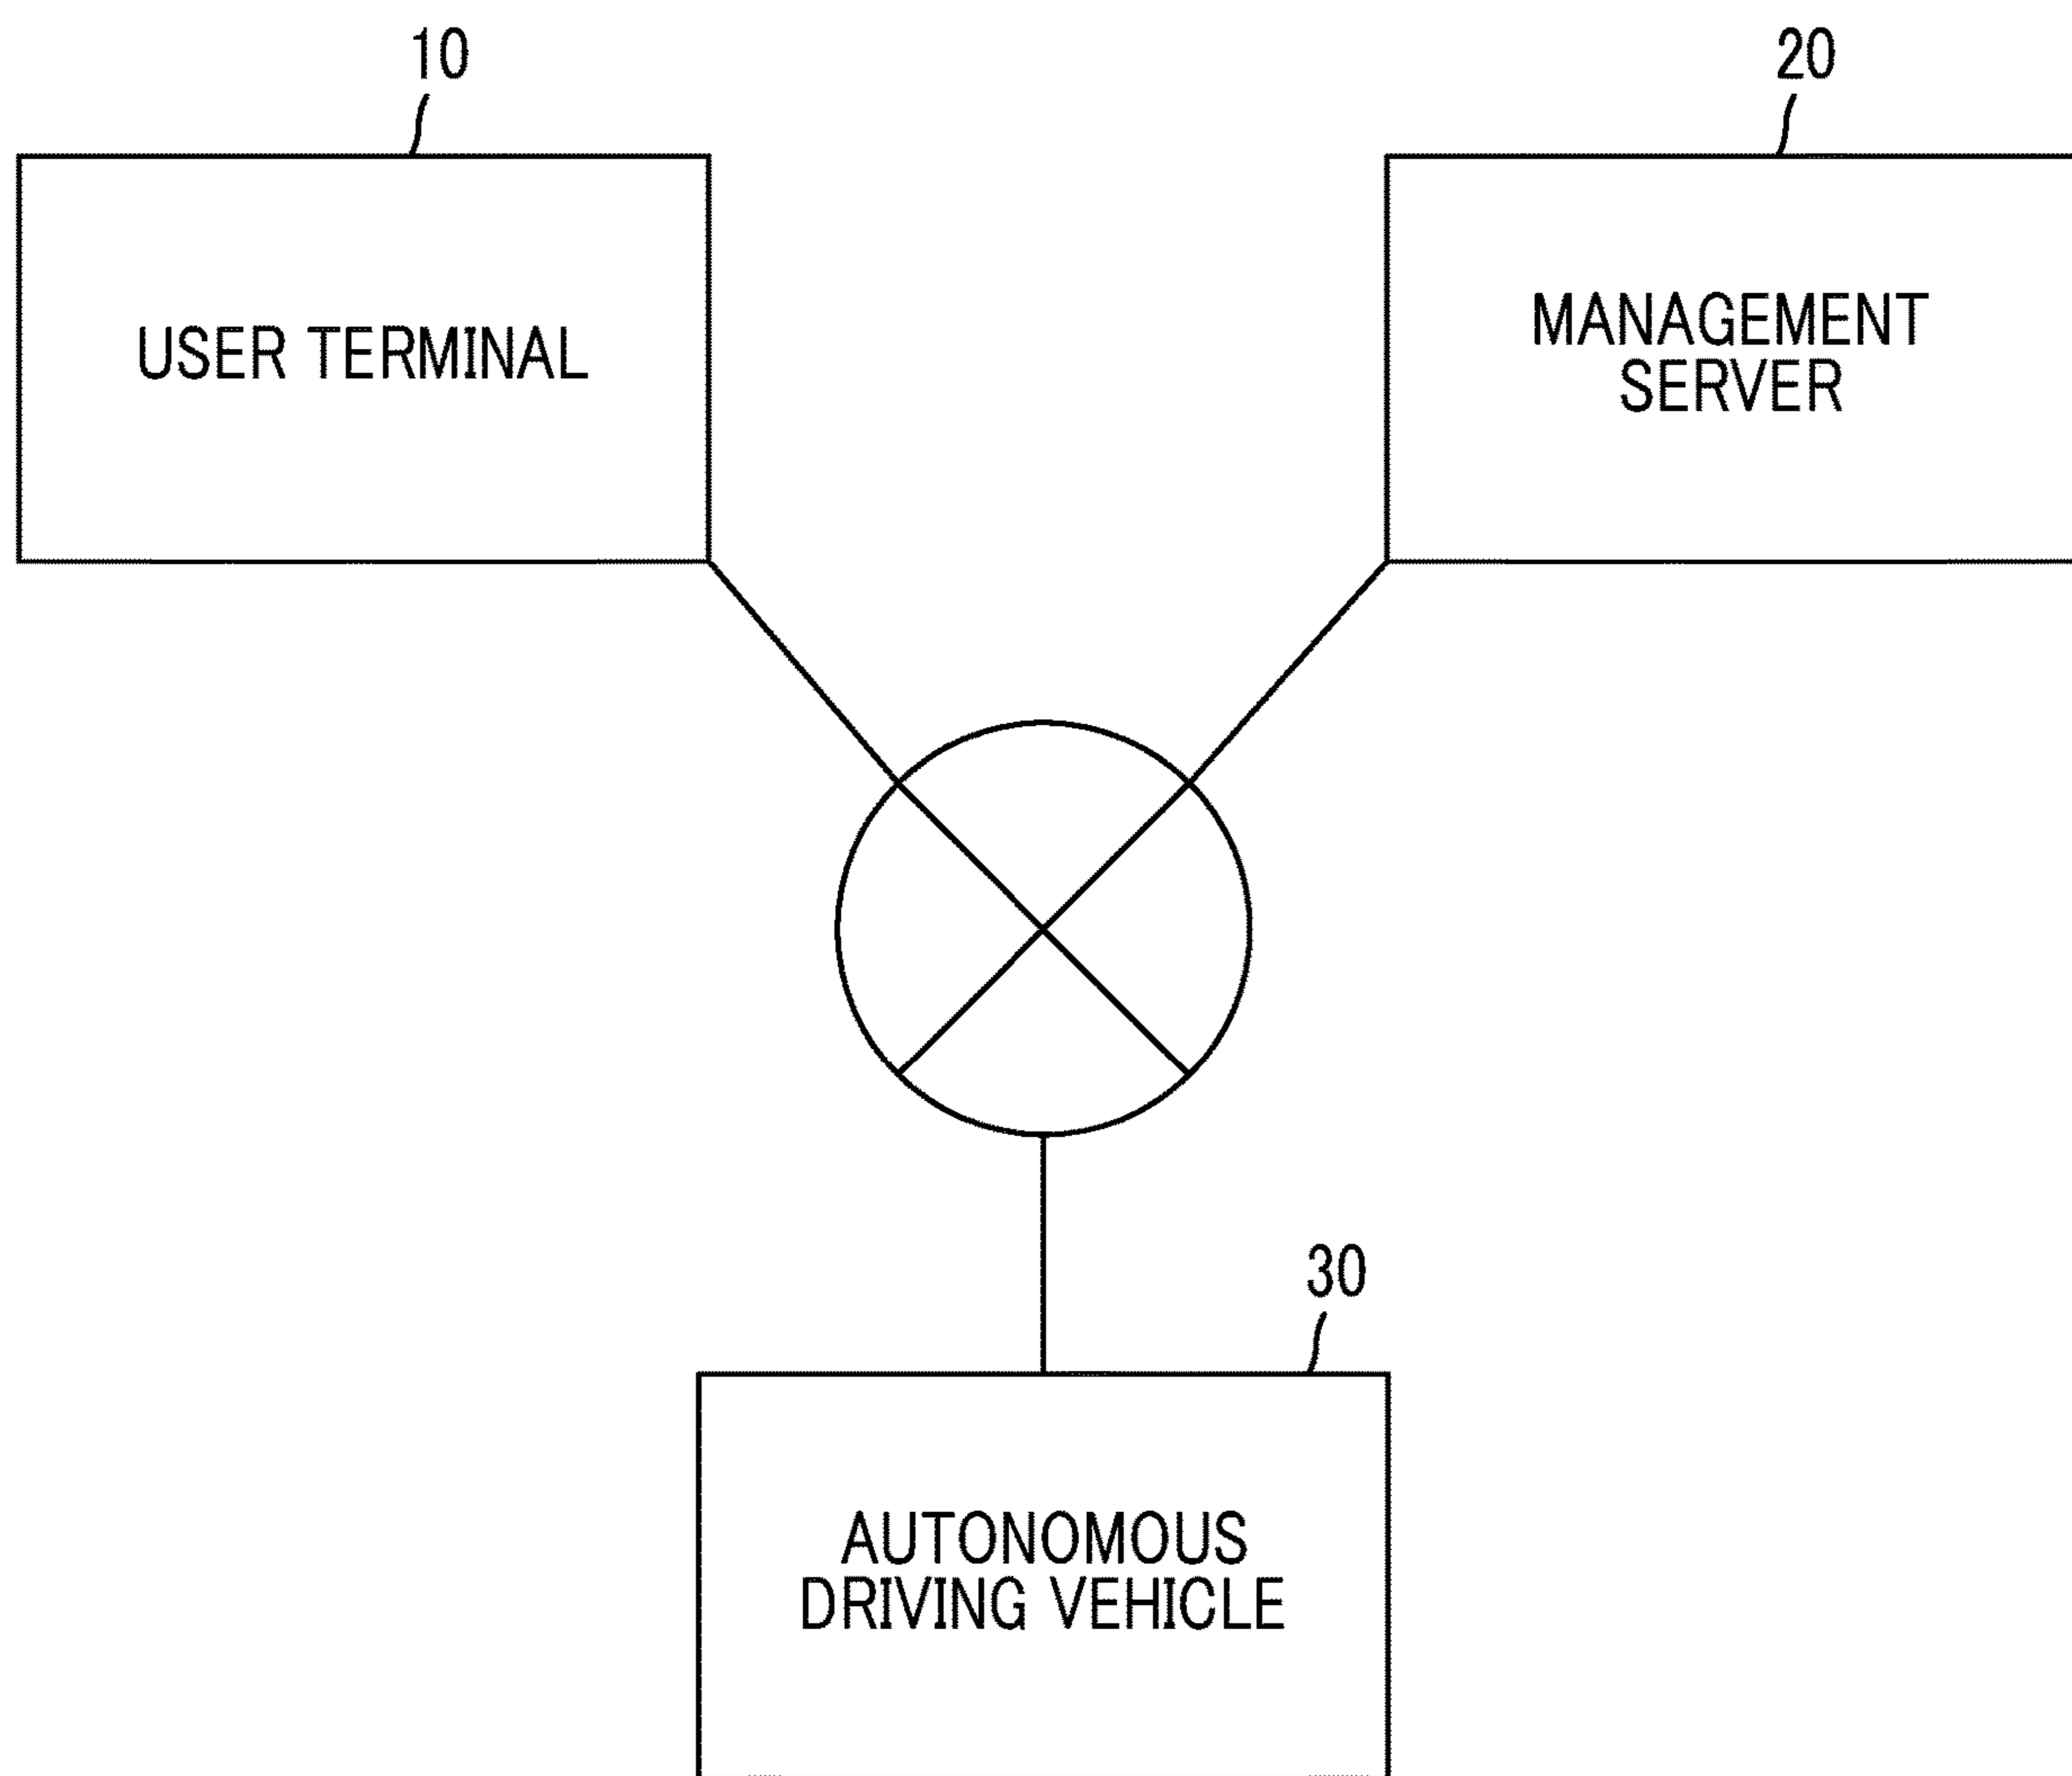 10
20
USER TERMINAL
MANAGEMENT
SERVER
30
AUTONOMOUS
DRIVING VEHICLE